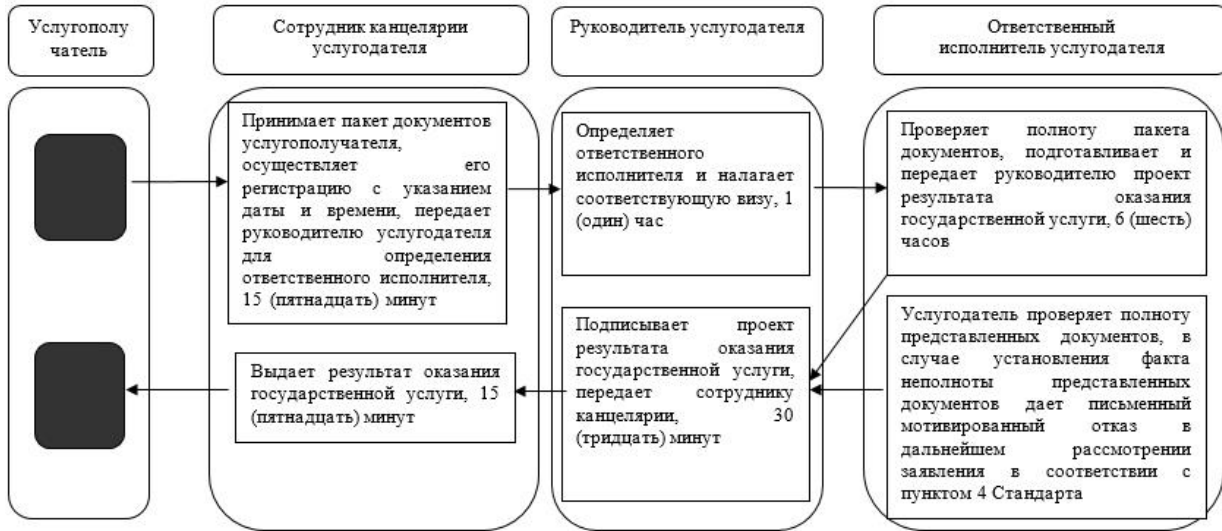 Услугополу
чатель
Сотрудник канцелярии
услугодателя
Руководитель услугодателя
Ответственный
исполнитель услугодателя
Принимает пакет документов
услугополучателя,
осуществляет его
регистрацию с указанием
даты и времени, передает
руководителю услугодателя
для определения
ответственного исполнителя,
15 (пятнадцать) минут
Определяет
ответственного
исполнителя и налагает
соответствующую визу, 1
(один) час
Проверяет полноту пакета
документов, подготавливает и
передает руководителю проект
результата оказания
государственной услуги, 6 (шесть)
часов
Выдает результат оказания
государственной услуги, 15
(пятнадцать) минут
Подписывает проект
результата оказания
государственной услуги,
передает сотруднику
канцелярии, 30
(тридцать) минут
Услугодатель проверяет полноту
представленных документов, в
случае установления факта
неполноты представленных
документов дает письменный
мотивированный отказ в
дальнейшем рассмотрении
заявления в соответствии с
пунктом 4 Стандарта